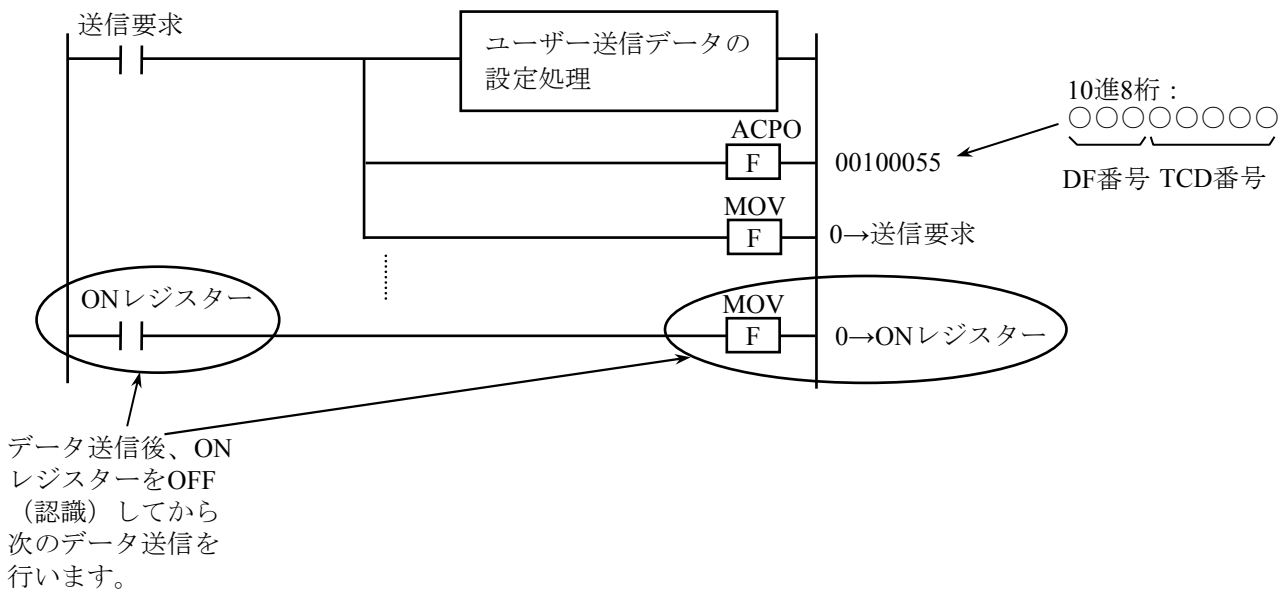 送信要求
ユーザー送信データの
設定処理
10進8桁：
○○○○○○○○
DF番号 TCD番号
ACPO
F
00100055
MOV
F
0→送信要求
ONレジスター
MOV
F
0→ONレジスター
データ送信後、ON
レジスターをOFF
（認識）してから
次のデータ送信を
行います。